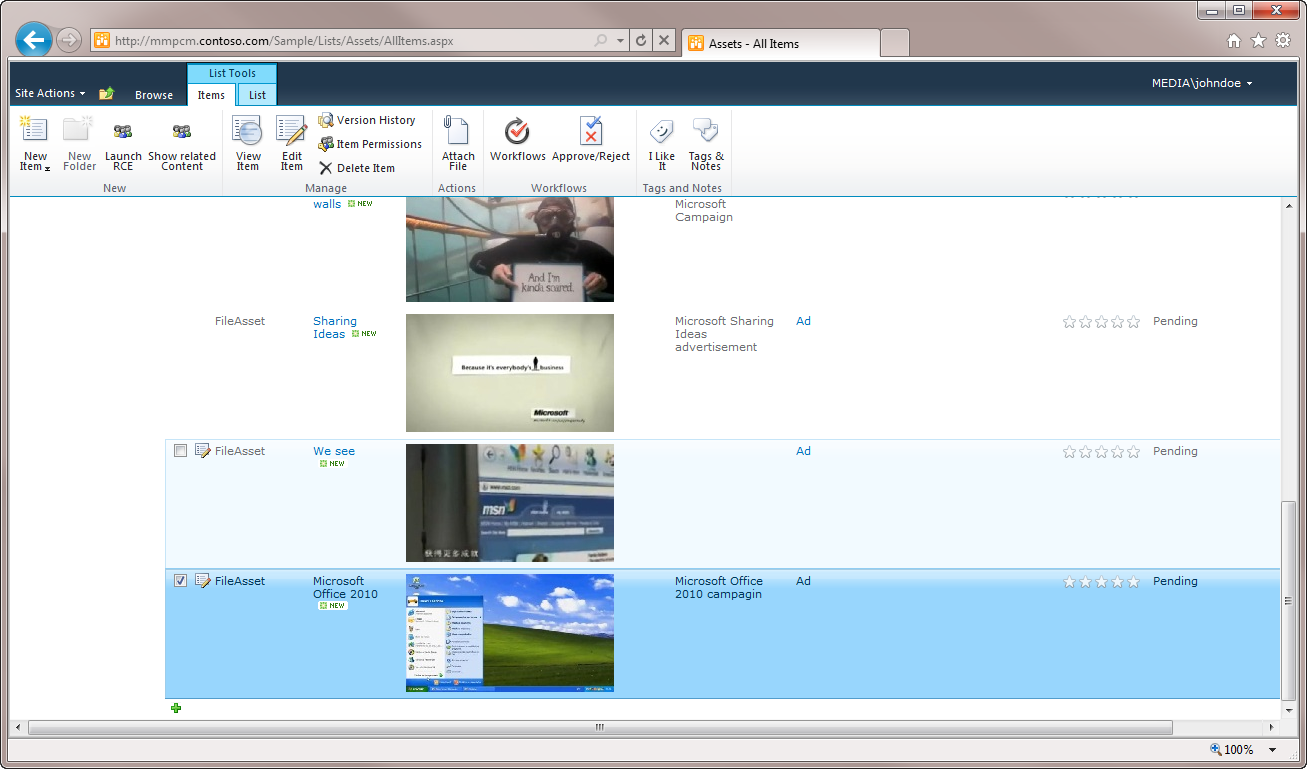 http://mmpcm.contoso.com/Sample/Lists/Assets/AllItems.aspx
Assets - All Items
Site Actions
Browse
List Tools
Items
List
MEDIA\johndoe
New Item
New Folder
Launch RCE
Show related Content
New
View Item
Edit Item
Version History
Item Permissions
Delete Item
Manage
Attach File
Actions
Workflows
Approve/Reject
Workflows
I Like It
Tags & Notes
Tags and Notes
walls NEW
And I'm
kinda scared.
Microsoft
Campaign
FileAsset
Sharing
Ideas NEW
Because it's everybody's business
Microsoft
Microsoft Sharing
Ideas
advertisement
Ad
Pending
FileAsset
We see
NEW
www.msn.com
msn
Ad
Pending
FileAsset
Microsoft
Office 2010
NEW
Microsoft Office
2010 campagin
Ad
Pending
100%